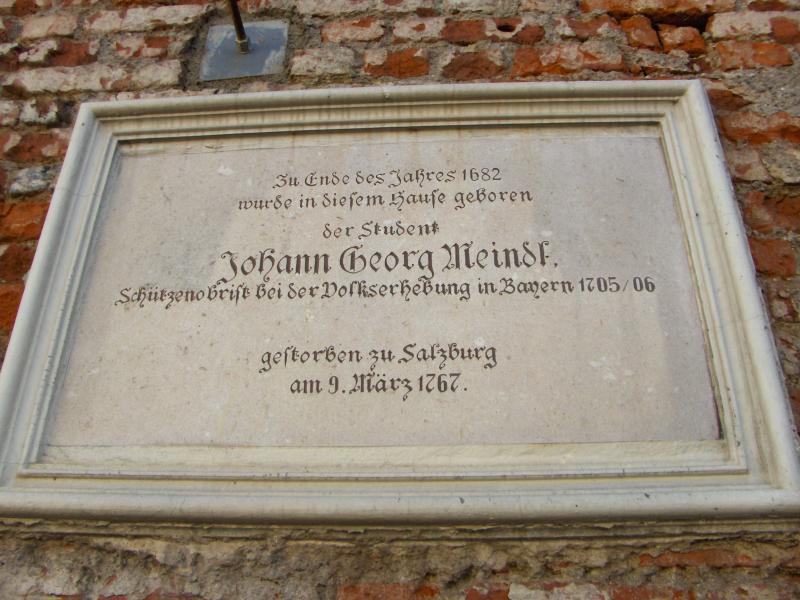 Zu Ende des Jahres 1682
wurde in diesem Hause geboren
der Student
Johann Georg Meindl,
Schützenobrist bei der Volkserhebung in Bayern 1705/06
gestorben zu Salzburg
am 9. März 1767.